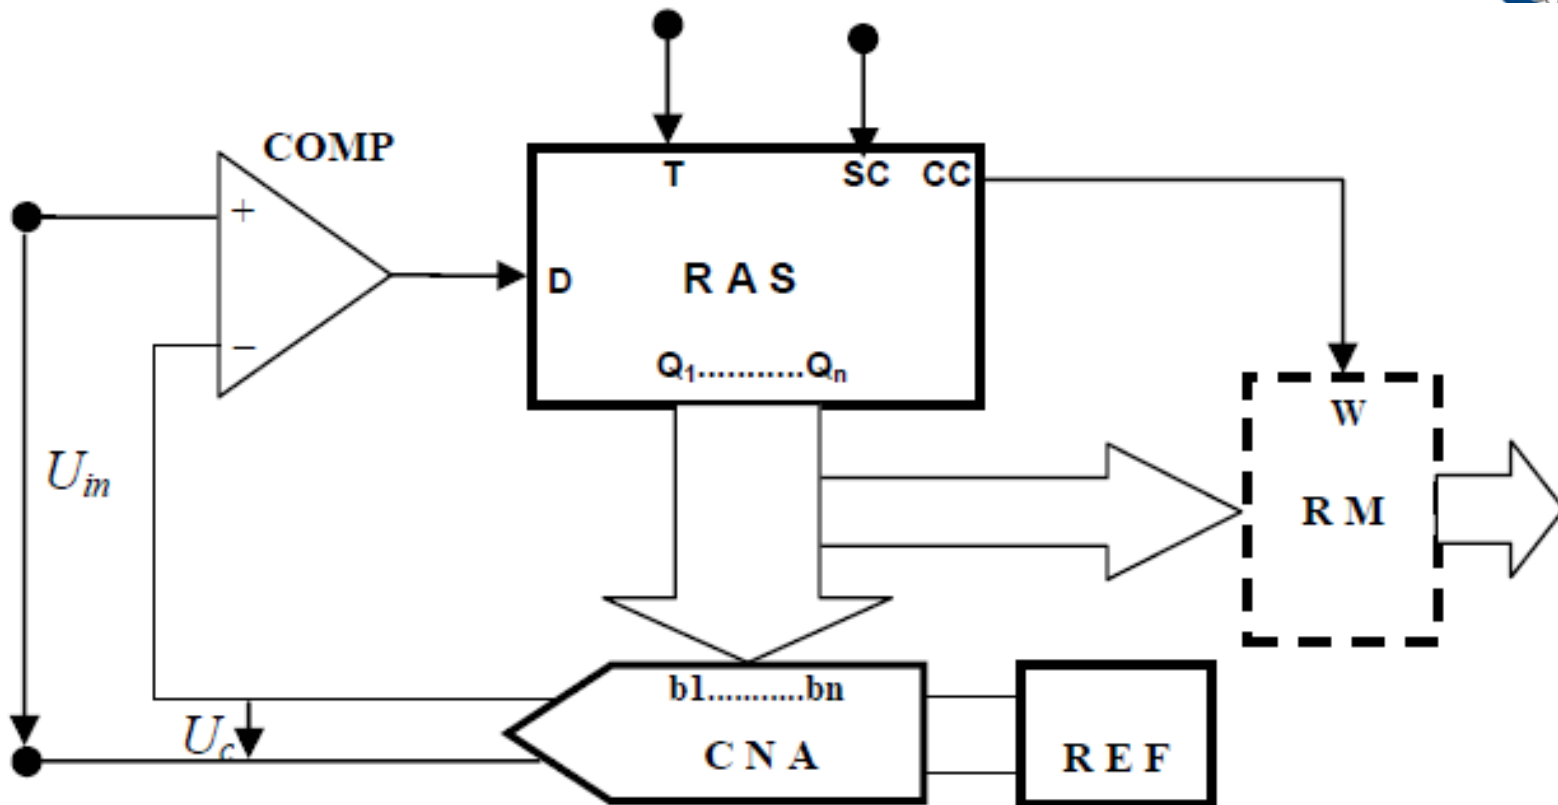 COMP
T SC CC
+
D R A S
−
Q1...........Qn
W
Uin
R M
b1...........bn
Uc
C N A
R E F